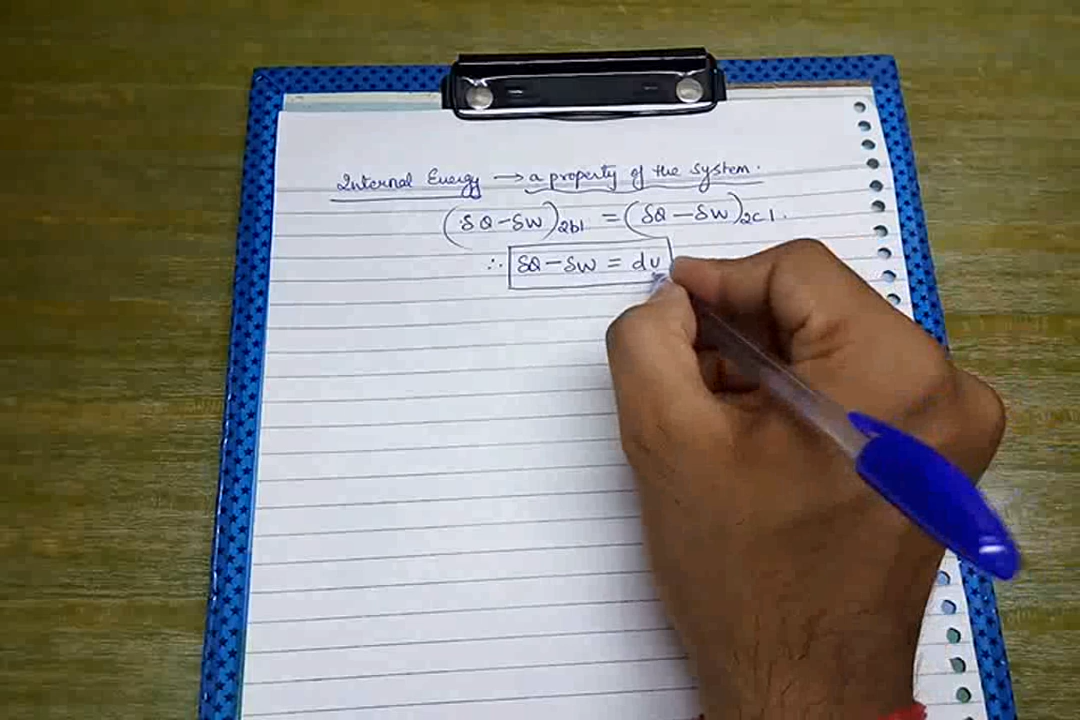 Internal Energy → a property of the system.
(δQ - δW)₂b₁ = (δQ - δW)₂c₁.
∴ δQ - δW = dU